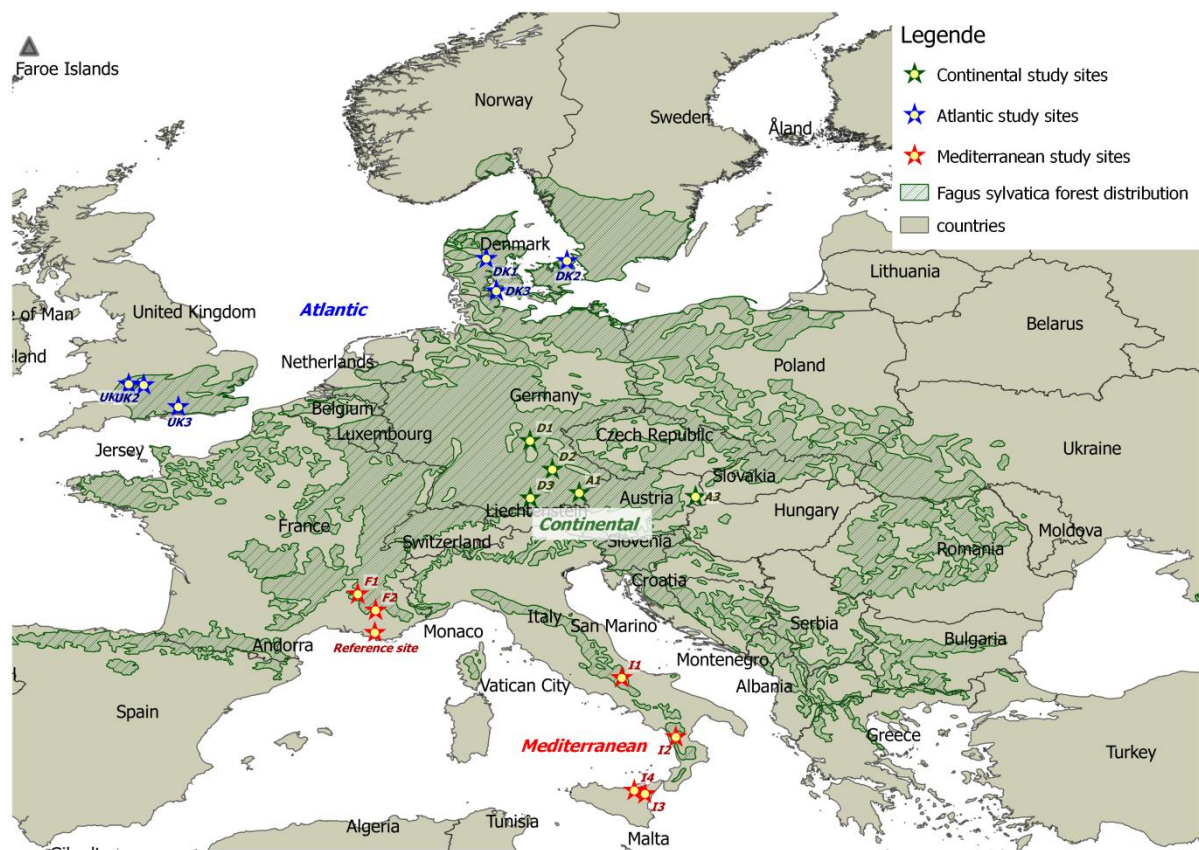 Faroe Islands
Norway
Sweden
Åland
Legende
Continental study sites
Atlantic study sites
Mediterranean study sites
Fagus sylvatica forest distribution
countries
Denmark
DK1
DK2
DK3
Lithuania
Belarus
e of Man
United Kingdom
Atlantic
eland
Netherlands
Poland
Germany
UK2
UK3
Belgium
Luxembourg
Jersey
D1
Czech Republic
Ukraine
D2
D3
A1
Slovakia
A3
Austria
Liechtenstein
Hungary
Continental
France
Switzerland
Slovenia
Moldova
Romania
Croatia
F1
F2
Italy
San Marino
Serbia
Monaco
Andorra
Bulgaria
Reference site
Montenegro
I1
Albania
Vatican City
Spain
Mediterranean
I2
Greece
Turkey
I4
I3
Algeria
Tunisia
Malta